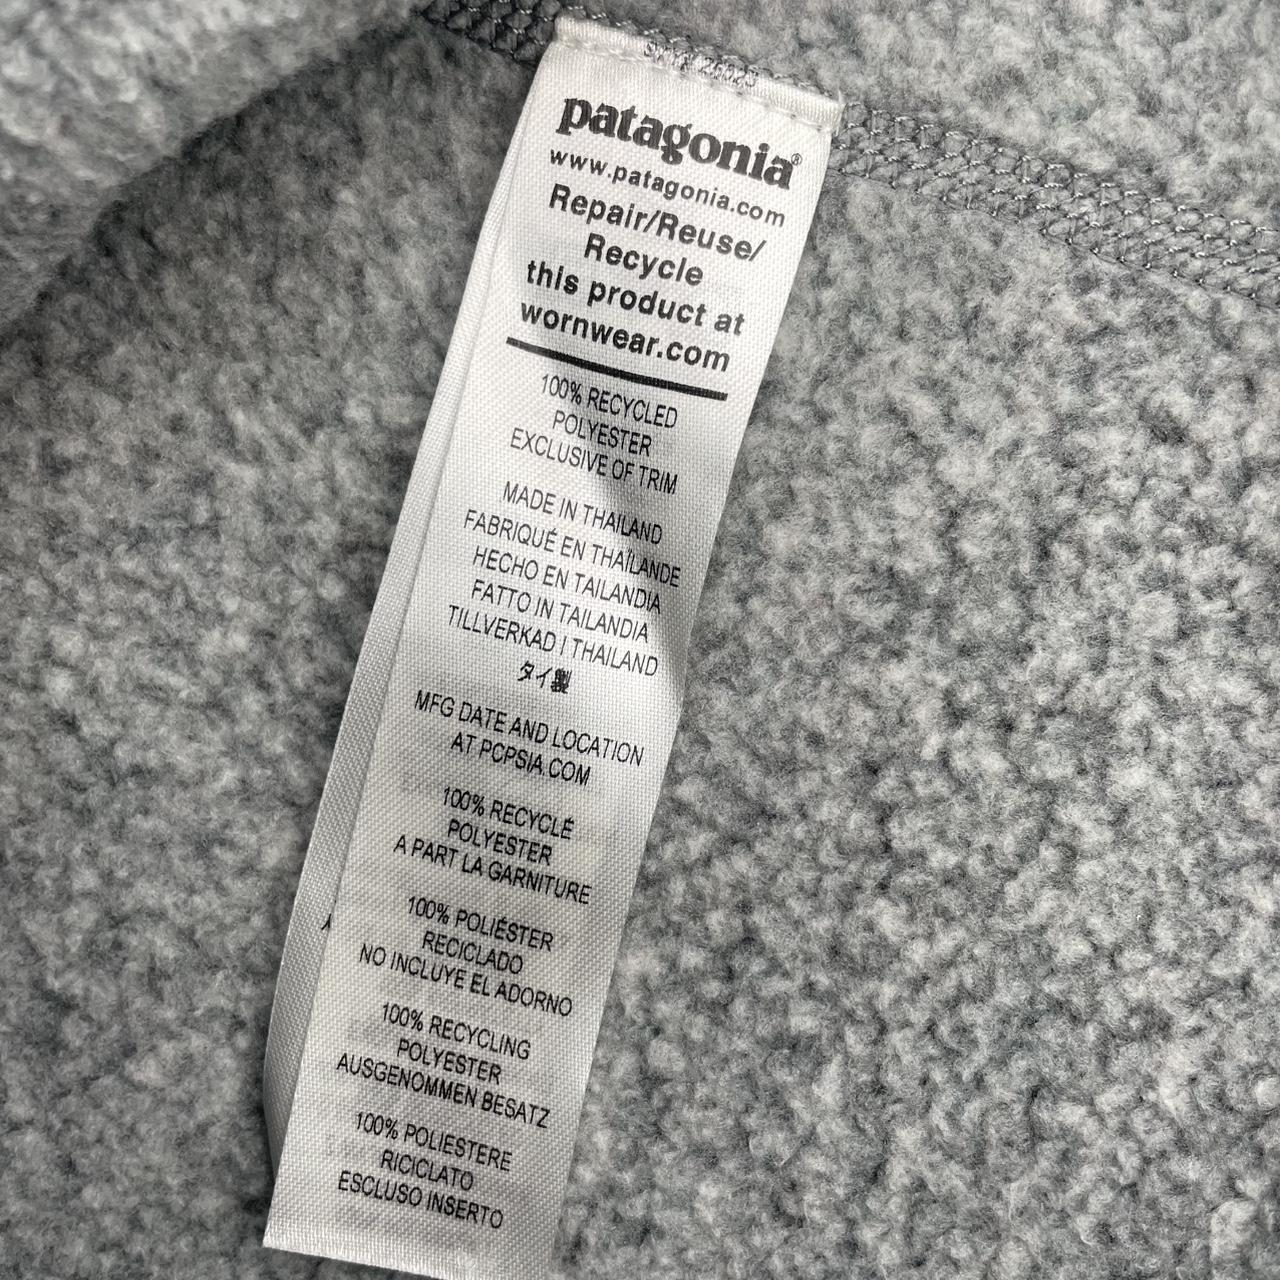 patagonia®
www.patagonia.com
Repair/Reuse/
Recycle
this product at
wornwear.com
100% RECYCLED
POLYESTER
EXCLUSIVE OF TRIM
MADE IN THAILAND
FABRIQUÉ EN THAÏLANDE
HECHO EN TAILANDIA
FATTO IN TAILANDIA
TILLVERKAD I THAILAND
タイ製
MFG DATE AND LOCATION
AT PCPSIA.COM
100% RECYCLÉ
POLYESTER
A PART LA GARNITURE
100% POLIÉSTER
RECICLADO
NO INCLUYE EL ADORNO
100% RECYCLING
POLYESTER
AUSGENOMMEN BESATZ
100% POLIESTERE
RICICLATO
ESCLUSO INSERTO